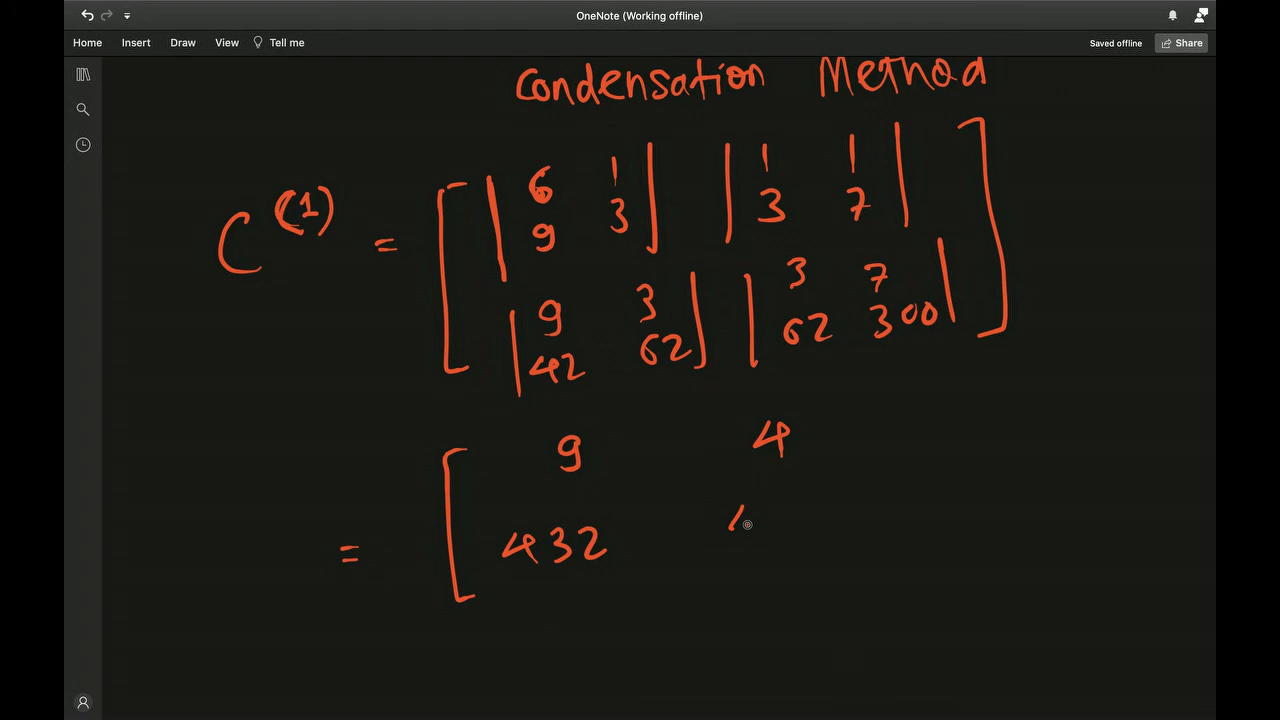 OneNote (Working offline)
Home Insert Draw View Tell me Saved offline Share
Condensation Method
C(1) = [ | 6 1 | | 1 1 | ]
9 3 3 7
9 3 3 7
42 62 62 300
9 4
= [ 432